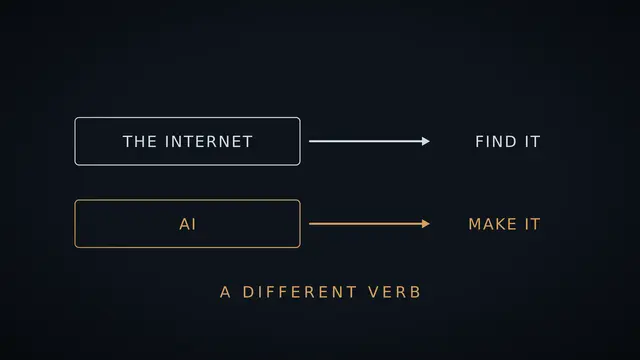 THE INTERNET FIND IT
AI MAKE IT
A DIFFERENT VERB